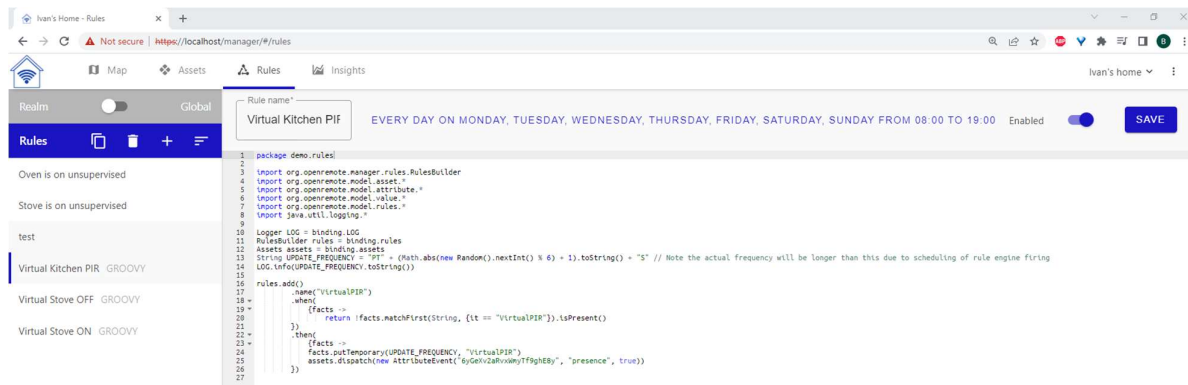 Ivan's Home - Rules
Not secure | https://localhost/manager/#/rules
ABP
B
Map Assets Rules Insights Ivan's home
Realm Global
Rules
Oven is on unsupervised
Stove is on unsupervised
test
Virtual Kitchen PIR GROOVY
Virtual Stove OFF GROOVY
Virtual Stove ON GROOVY
Rule name*
Virtual Kitchen PIF EVERY DAY ON MONDAY, TUESDAY, WEDNESDAY, THURSDAY, FRIDAY, SATURDAY, SUNDAY FROM 08:00 TO 19:00 Enabled SAVE
1 package demo.rules
2
3 import org.openremote.manager.rules.RulesBuilder
4 import org.openremote.model.asset.*
5 import org.openremote.model.attribute.*
6 import org.openremote.model.value.*
7 import org.openremote.model.rules.*
8 import java.util.logging.*
9
10 Logger LOG = binding.LOG
11 RulesBuilder rules = binding.rules
12 Assets assets = binding.assets
13 String UPDATE_FREQUENCY = "PT" + (Math.abs(new Random().nextInt() % 6) + 1).toString() + "S" // Note the actual frequency will be longer than this due to scheduling of rule engine firing
14 LOG.info(UPDATE_FREQUENCY.toString())
15
16 rules.add()
17 .name("VirtualPIR")
18 .when(
19 {facts ->
20 return !facts.matchFirst(String, {it == "VirtualPIR"}).isPresent()
21 })
22 .then(
23 {facts ->
24 facts.putTemporary(UPDATE_FREQUENCY, "VirtualPIR")
25 assets.dispatch(new AttributeEvent("6yGeXv2aRvxWmyTf9ghE8y", "presence", true))
26 })
27